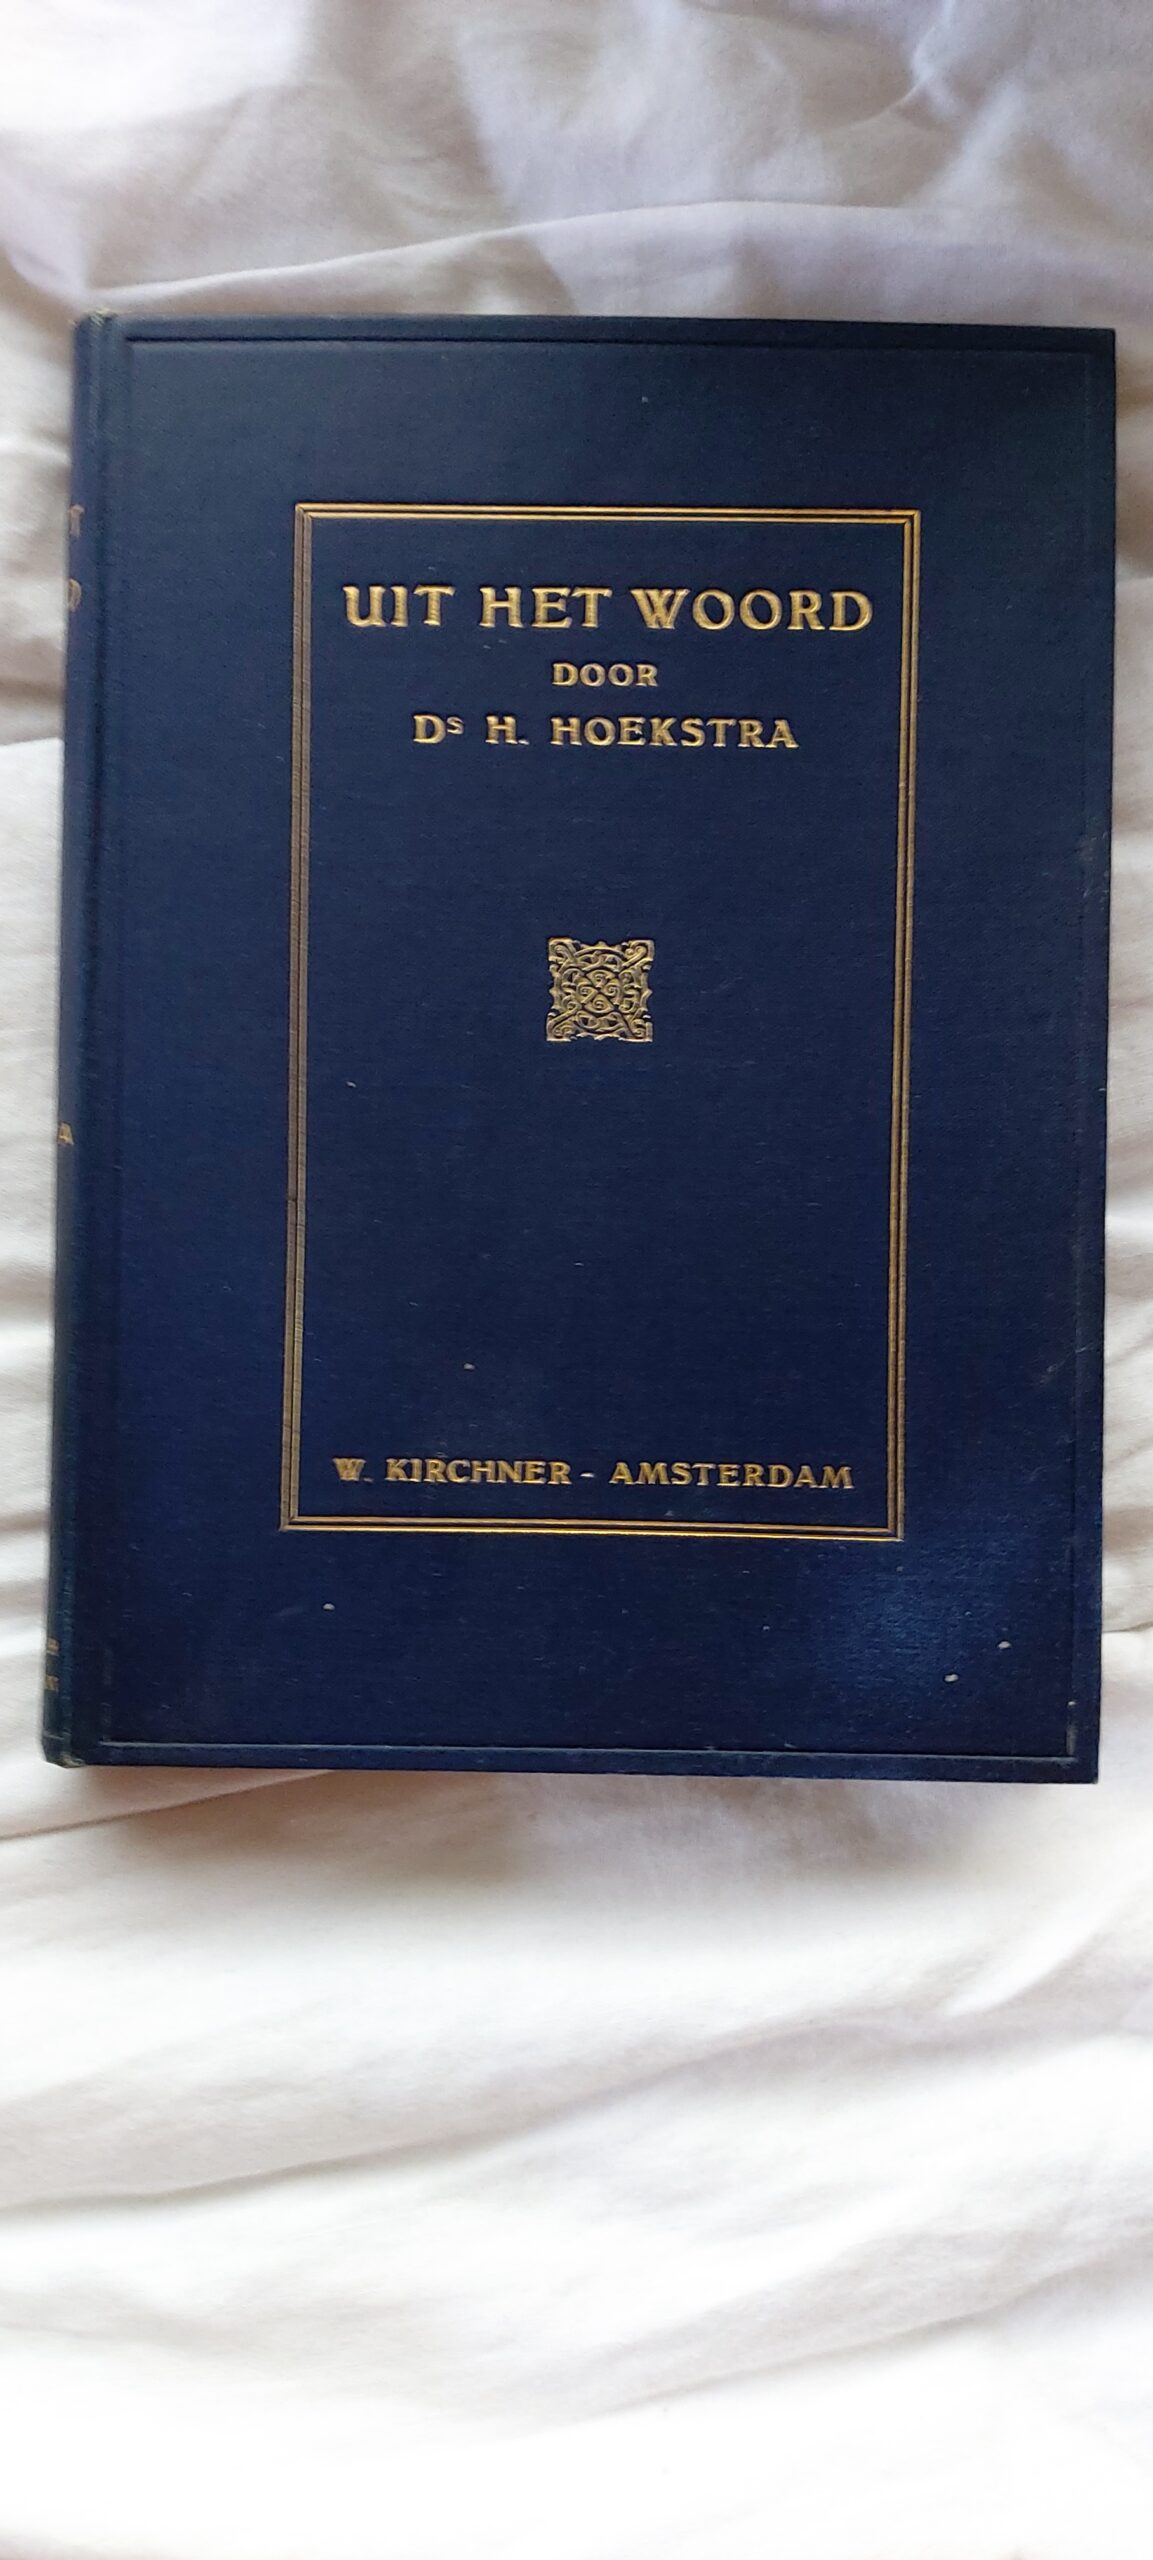 UIT HET WOORD
DOOR
Ds H. HOEKSTRA
W. KIRCHNER - AMSTERDAM